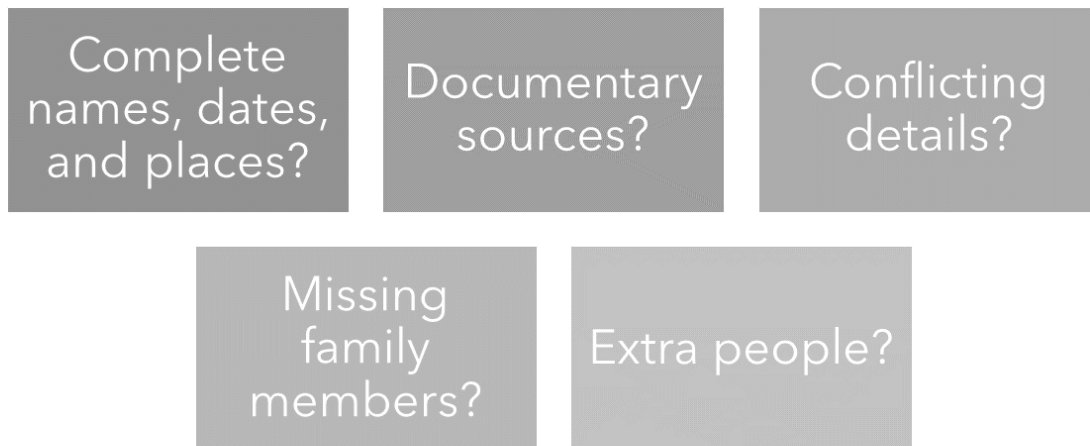 Complete
names, dates,
and places?
Documentary
sources?
Conflicting
details?
Missing
family
members?
Extra people?